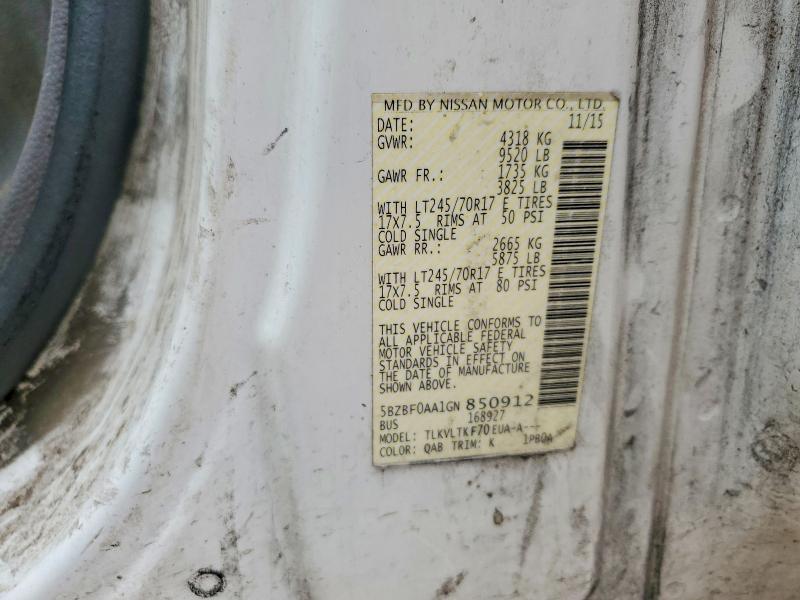 MFD BY NISSAN MOTOR CO., LTD.
DATE: 11/15
GVWR: 4318 KG
9520 LB
GAWR FR.: 1735 KG
3825 LB
WITH LT245/70R17 E TIRES
17X7.5 RIMS AT 50 PSI
COLD SINGLE
GAWR RR.: 2665 KG
5875 LB
WITH LT245/70R17 E TIRES
17X7.5 RIMS AT 80 PSI
COLD SINGLE
THIS VEHICLE CONFORMS TO
ALL APPLICABLE FEDERAL
MOTOR VEHICLE SAFETY
STANDARDS IN EFFECT ON
THE DATE OF MANUFACTURE
SHOWN ABOVE.
5BZBF0AA1GN 850912
BUS 168927
MODEL: TLKVLTKF70EUA-A---
COLOR: QAB TRIM: K 1PB0A